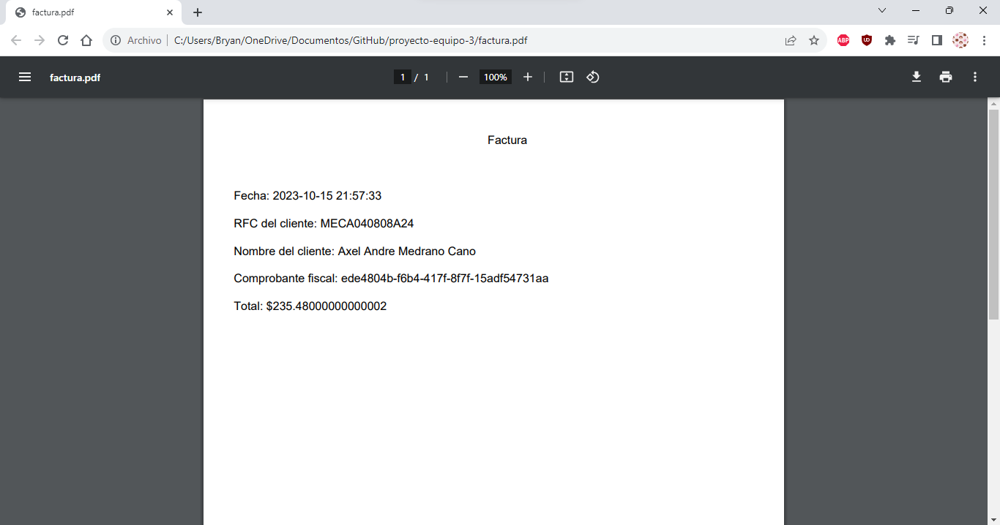 factura.pdf
Archivo C:/Users/Bryan/OneDrive/Documentos/GitHub/proyecto-equipo-3/factura.pdf
ABP
UD
factura.pdf
1 / 1
100%
Factura
Fecha: 2023-10-15 21:57:33
RFC del cliente: MECA040808A24
Nombre del cliente: Axel Andre Medrano Cano
Comprobante fiscal: ede4804b-f6b4-417f-8f7f-15adf54731aa
Total: $235.48000000000002